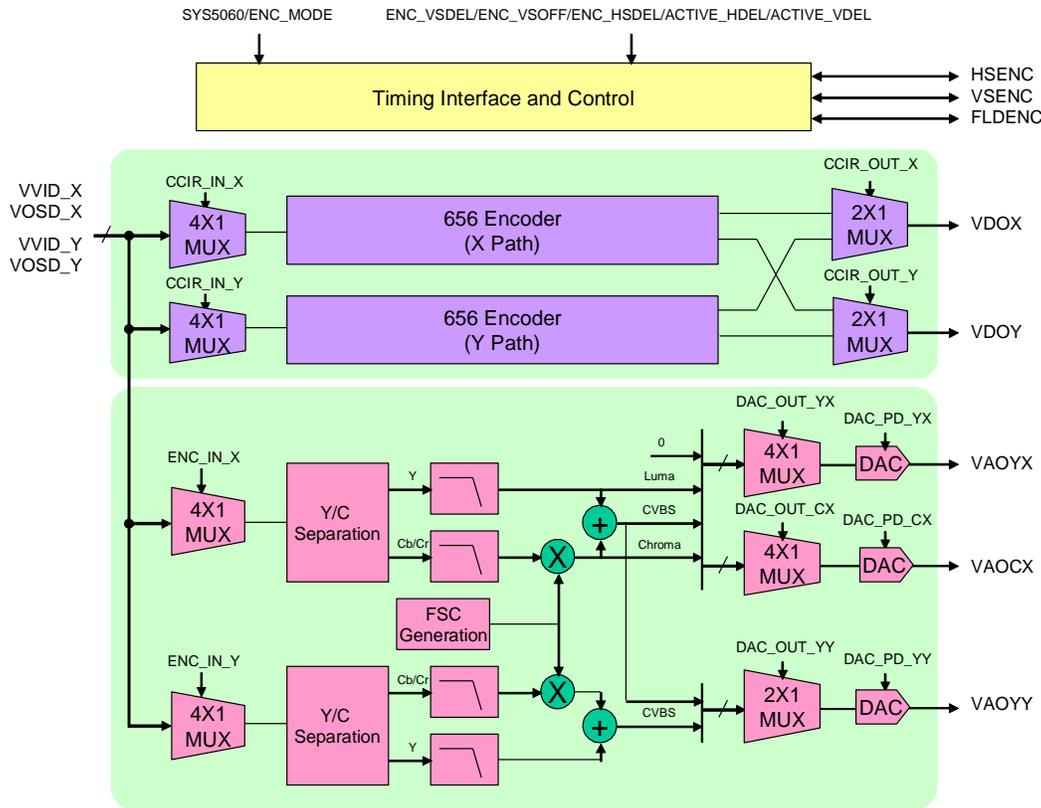 SYS5060/ENC_MODE
ENC_VSDEL/ENC_VSOFF/ENC_HSDEL/ACTIVE_HDEL/ACTIVE_VDEL
Timing Interface and Control
HSENC
VSENC
FLDENC
VVID_X
VOSD_X
VVID_Y
VOSD_Y
CCIR_IN_X
4X1
MUX
656 Encoder
(X Path)
CCIR_OUT_X
2X1
MUX
VDOX
CCIR_IN_Y
4X1
MUX
656 Encoder
(Y Path)
CCIR_OUT_Y
2X1
MUX
VDOY
ENC_IN_X
4X1
MUX
Y/C
Separation
Y
Cb/Cr
X
+
0
Luma
CVBS
Chroma
DAC_OUT_YX
4X1
MUX
DAC_PD_YX
DAC
VAOYX
DAC_OUT_CX
4X1
MUX
DAC_PD_CX
DAC
VAOCX
FSC
Generation
ENC_IN_Y
4X1
MUX
Y/C
Separation
Cb/Cr
Y
X
+
CVBS
DAC_OUT_YY
2X1
MUX
DAC_PD_YY
DAC
VAOYY